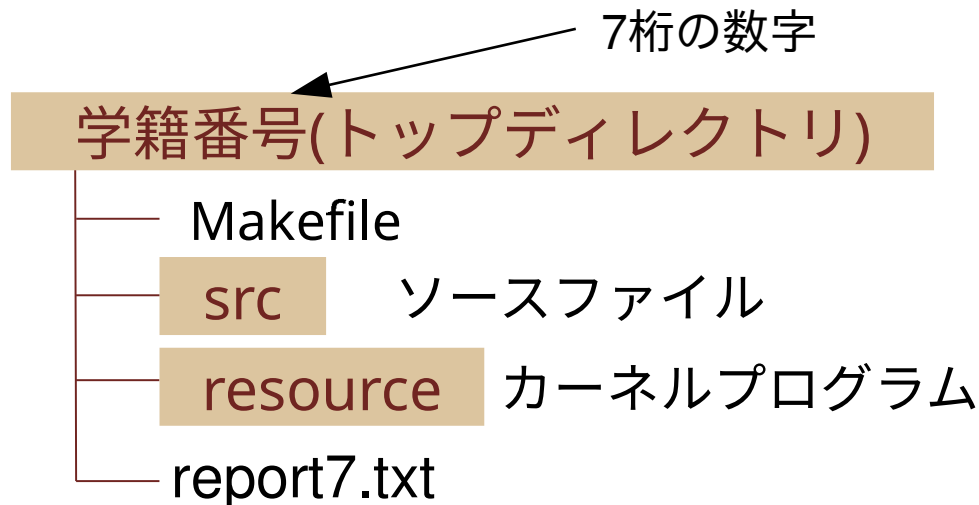 7桁の数字
学籍番号(トップディレクトリ)
Makefile
src ソースファイル
resource カーネルプログラム
report7.txt